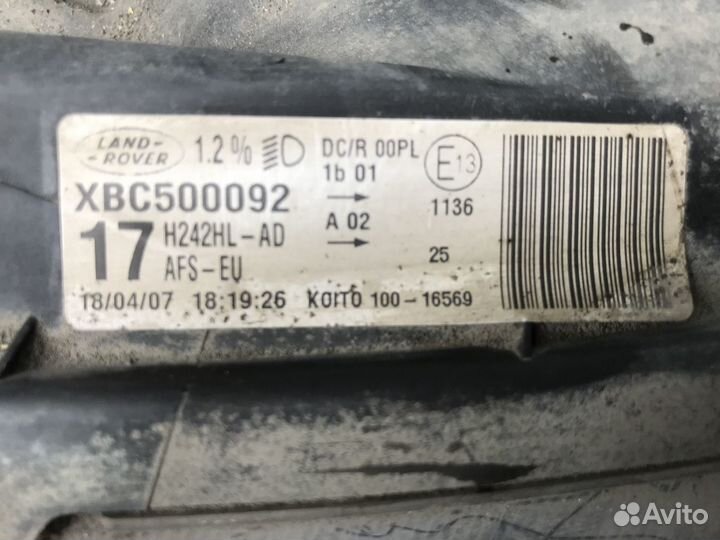 LAND-
-ROVER
1.2%
DC/R 00PL
1b 01
E13
XBC500092
1136
17 H242HL-AD
A 02
AFS-EU
25
18/04/07 18:19:26 KOITO 100-16569
Avito